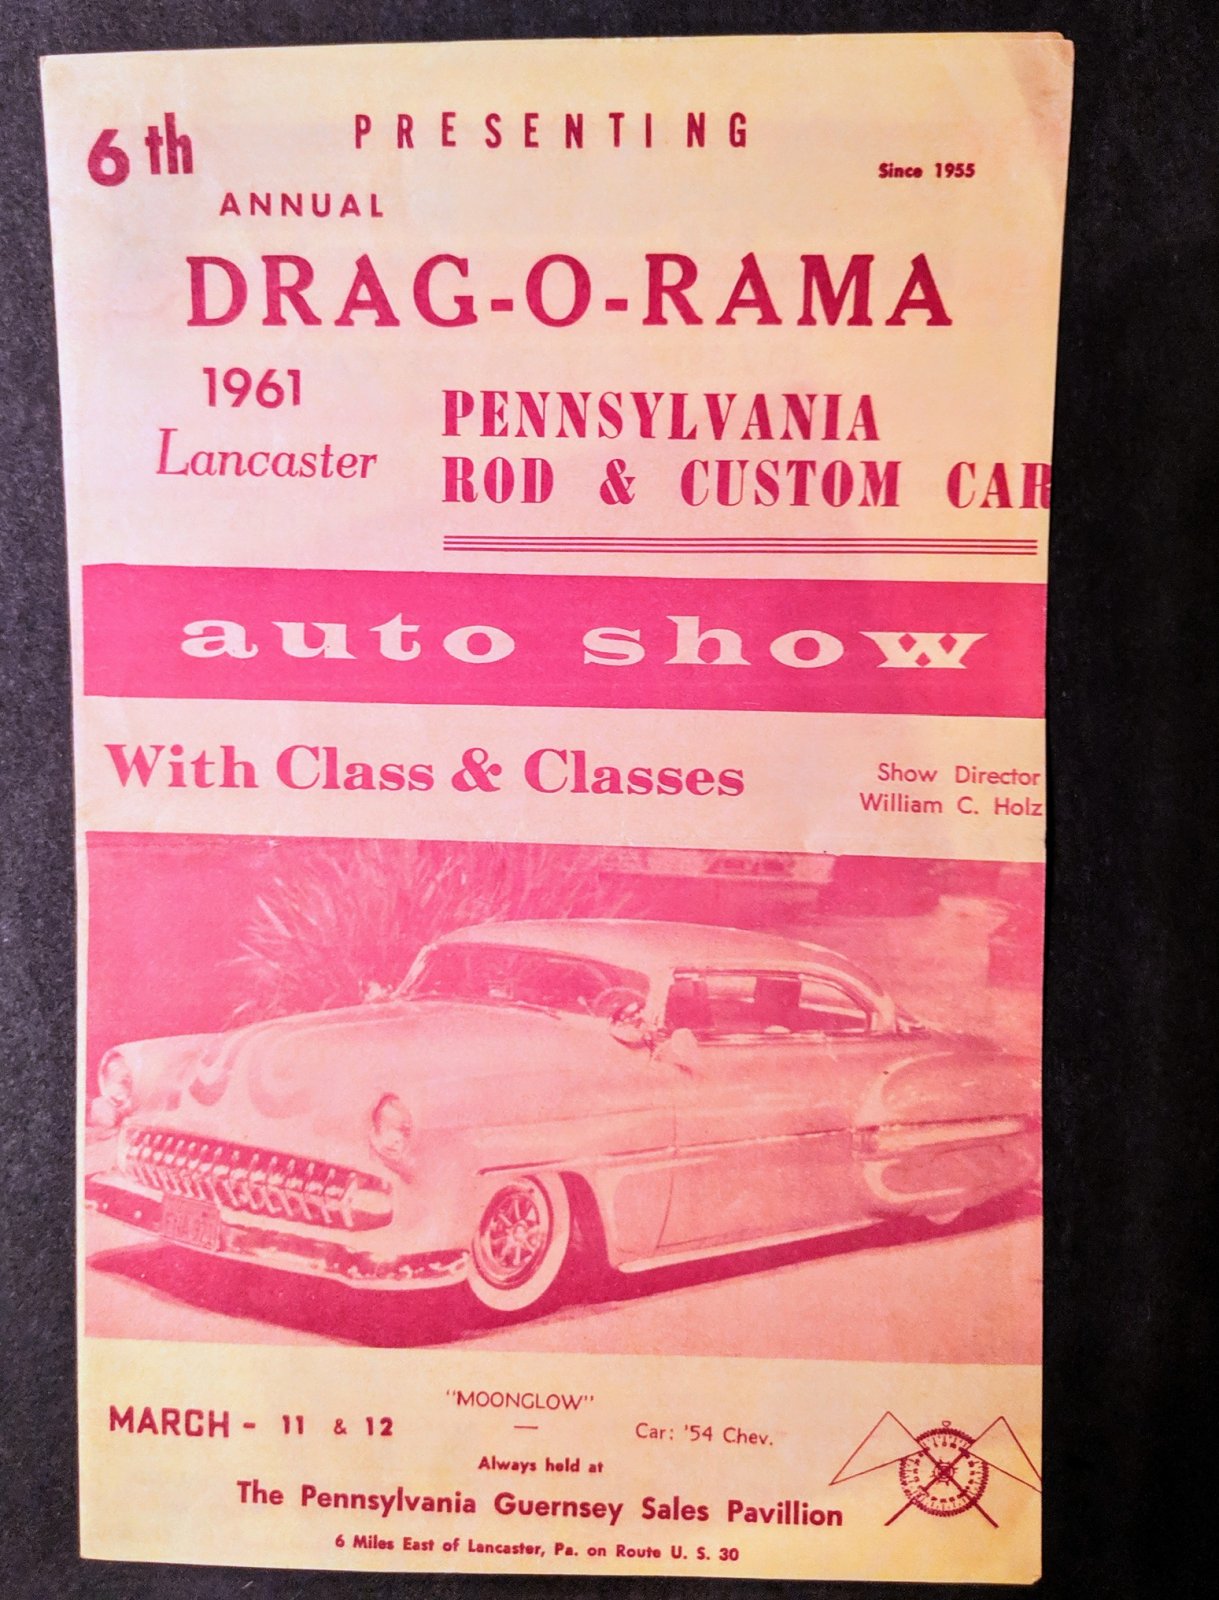 PRESENTING
6th
Since 1955
ANNUAL
DRAG-O-RAMA
1961
Lancaster
PENNSYLVANIA
ROD & CUSTOM CAR
auto show
With Class & Classes
Show Director
William C. Holz
"MOONGLOW"
MARCH - 11 & 12
Car: '54 Chev.
Always held at
The Pennsylvania Guernsey Sales Pavillion
6 Miles East of Lancaster, Pa. on Route U. S. 30